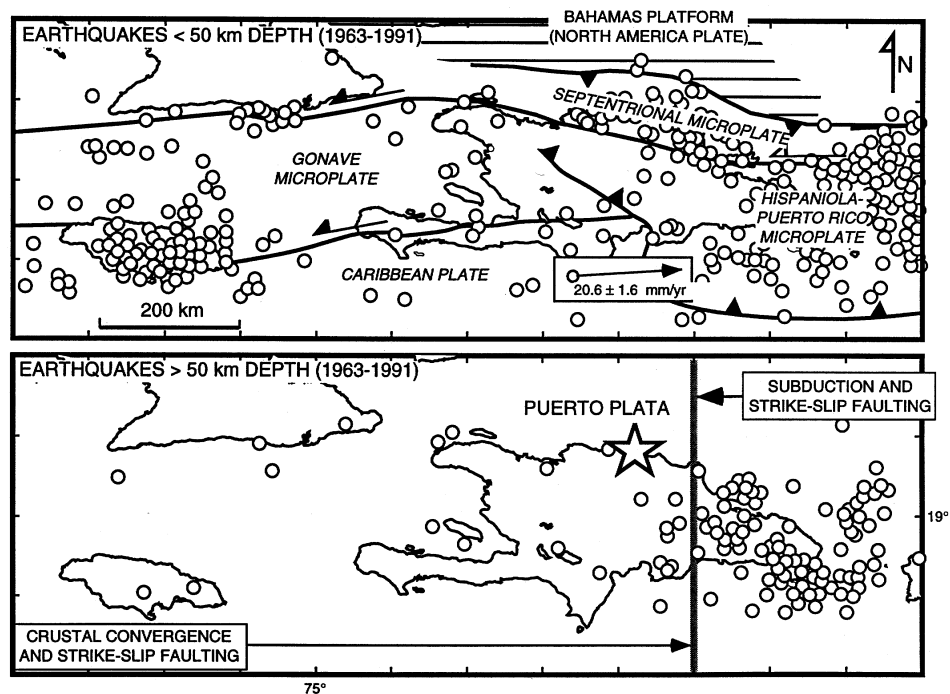 BAHAMAS PLATFORM
(NORTH AMERICA PLATE)
EARTHQUAKES < 50 km DEPTH (1963-1991)
N
SEPTENTRIONAL MICROPLATE
GONAVE
MICROPLATE
HISPANIOLA-
PUERTO RICO
MICROPLATE
CARIBBEAN PLATE
20.6 ± 1.6 mm/yr
200 km
EARTHQUAKES > 50 km DEPTH (1963-1991)
SUBDUCTION AND
STRIKE-SLIP FAULTING
PUERTO PLATA
19°
CRUSTAL CONVERGENCE
AND STRIKE-SLIP FAULTING
75°